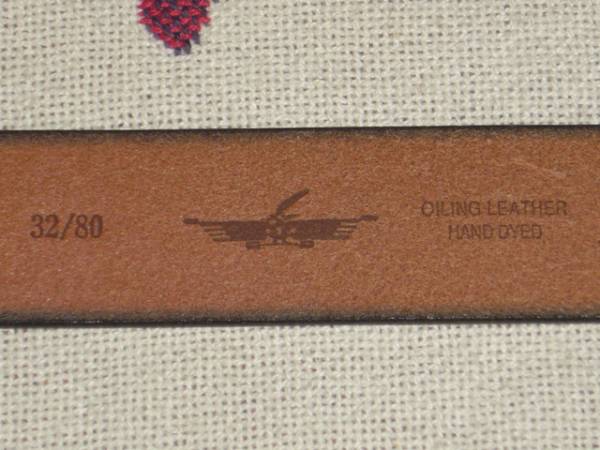 32/80
OILING LEATHER
HAND DYED